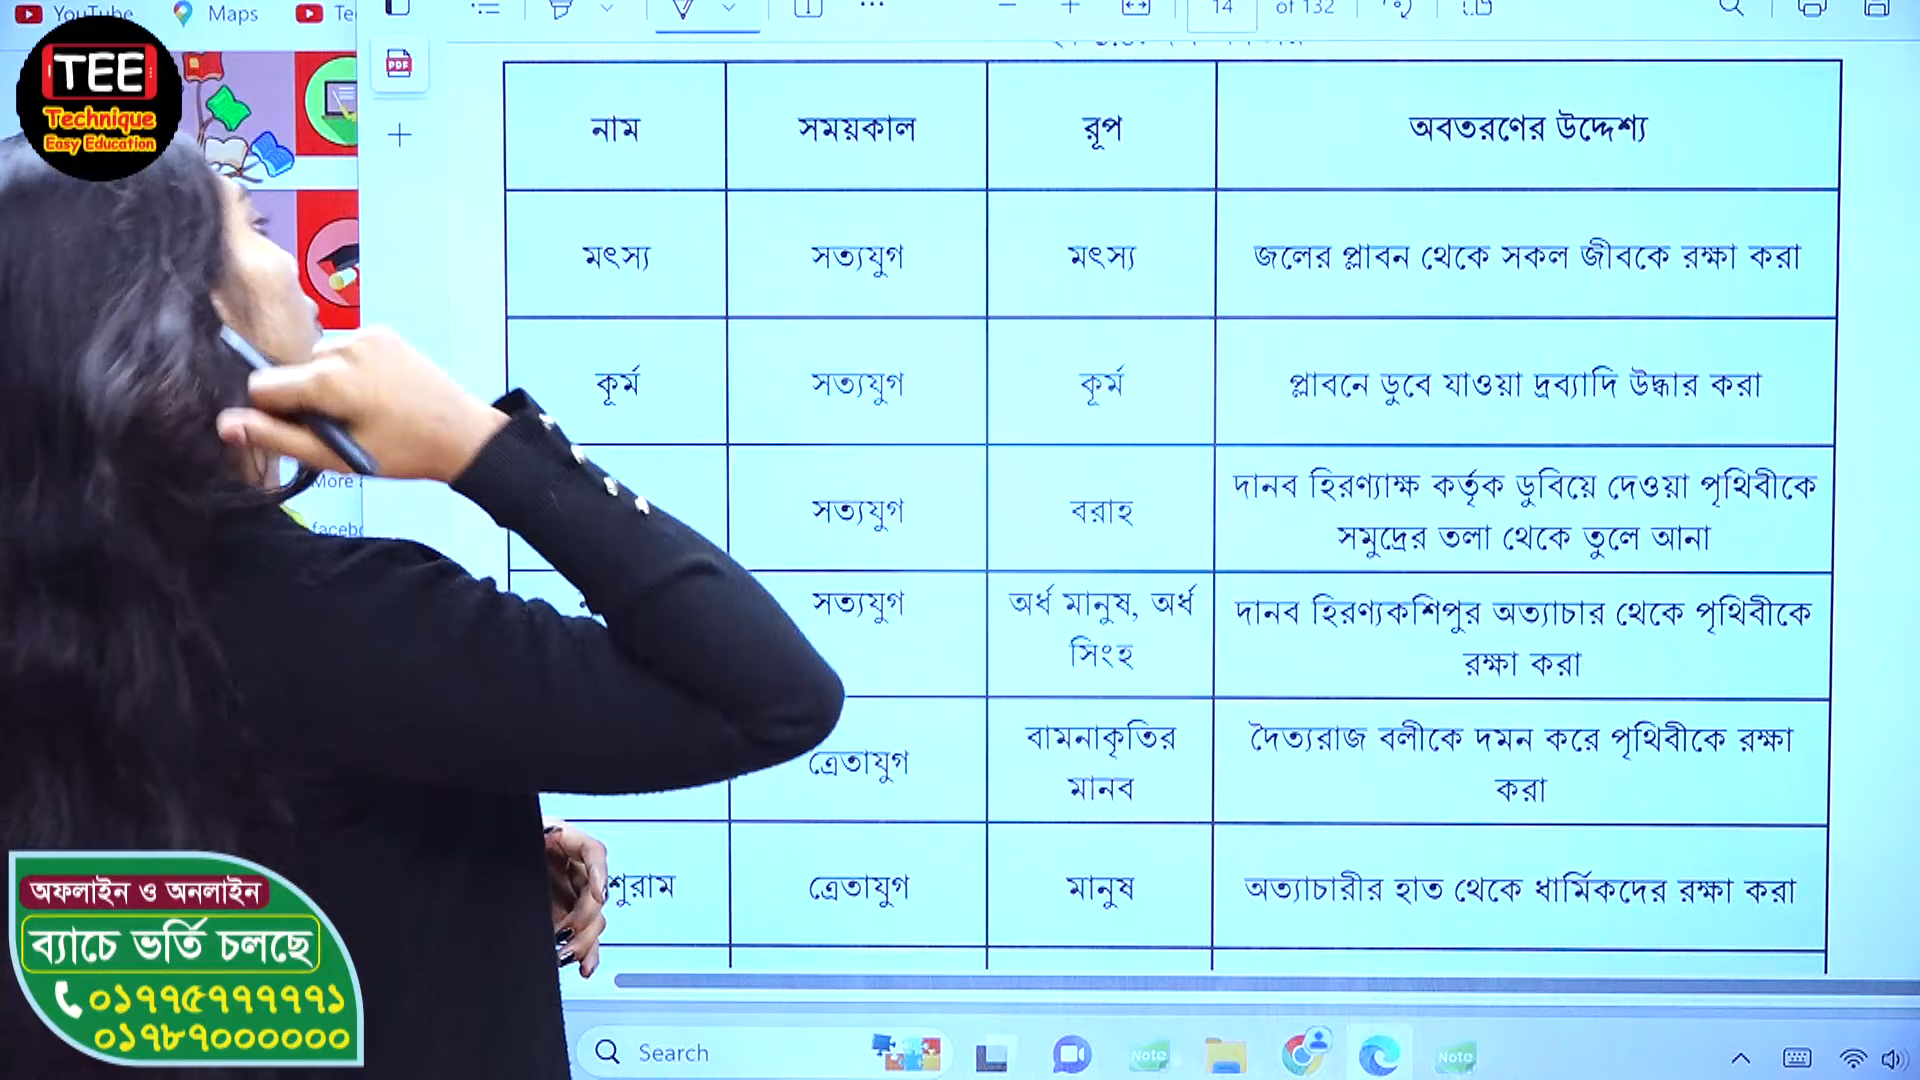 YouTube
Maps
14
of 132
TEE
Technique
Easy Education
PDF
নাম
সময়কাল
রূপ
অবতরণের উদ্দেশ্য
মৎস্য
সত্যযুগ
মৎস্য
জলের প্লাবন থেকে সকল জীবকে রক্ষা করা
কূর্ম
সত্যযুগ
কূর্ম
প্লাবনে ডুবে যাওয়া দ্রব্যাদি উদ্ধার করা
সত্যযুগ
বরাহ
দানব হিরণ্যাক্ষ কর্তৃক ডুবিয়ে দেওয়া পৃথিবীকে
সমুদ্রের তলা থেকে তুলে আনা
সত্যযুগ
অর্ধ মানুষ, অর্ধ
সিংহ
দানব হিরণ্যকশিপুর অত্যাচার থেকে পৃথিবীকে
রক্ষা করা
ত্রেতাযুগ
বামনাকৃতির
মানব
দৈত্যরাজ বলীকে দমন করে পৃথিবীকে রক্ষা
করা
শুরাম
ত্রেতাযুগ
মানুষ
অত্যাচারীর হাত থেকে ধার্মিকদের রক্ষা করা
More
অফলাইন ও অনলাইন
ব্যাচে ভর্তি চলছে
০১৭৭৫৭৭৭৭৭১
০১৭৮৭০০০০০০
Search
Note
Note